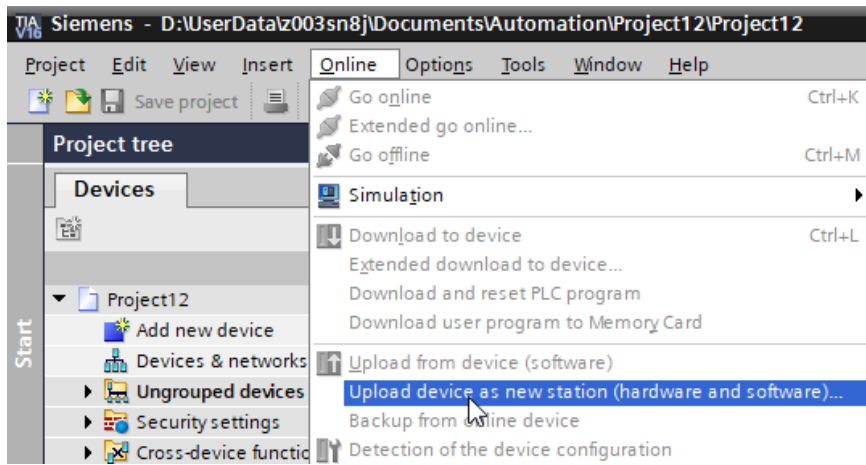 TIA V16 Siemens - D:\UserData\z003sn8j\Documents\Automation\Project12\Project12
Project Edit View Insert Online Options Tools Window Help
Save project
Go online Ctrl+K
Extended go online...
Project tree
Go offline Ctrl+M
Devices
Simulation
Download to device Ctrl+L
Extended download to device...
Project12
Download and reset PLC program
Add new device
Download user program to Memory Card
Start
Devices & networks
Upload from device (software)
Ungrouped devices
Upload device as new station (hardware and software)...
Security settings
Backup from online device
Cross-device functio
Detection of the device configuration